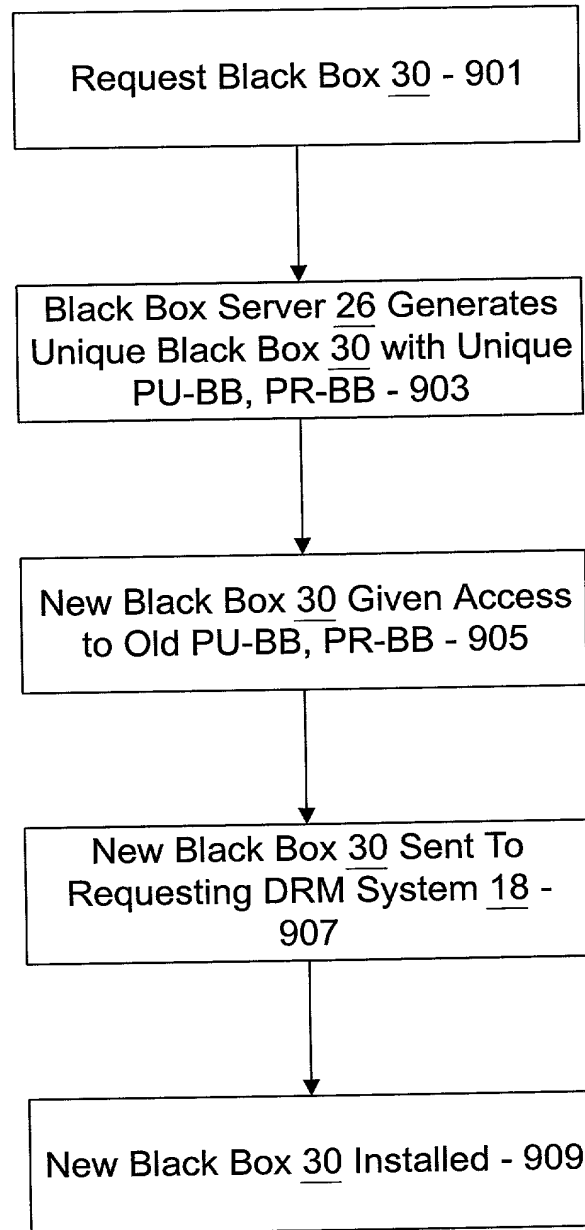 Request Black Box 30 - 901
Black Box Server 26 Generates
Unique Black Box 30 with Unique
PU-BB, PR-BB - 903
New Black Box 30 Given Access
to Old PU-BB, PR-BB - 905
New Black Box 30 Sent To
Requesting DRM System 18 -
907
New Black Box 30 Installed - 909